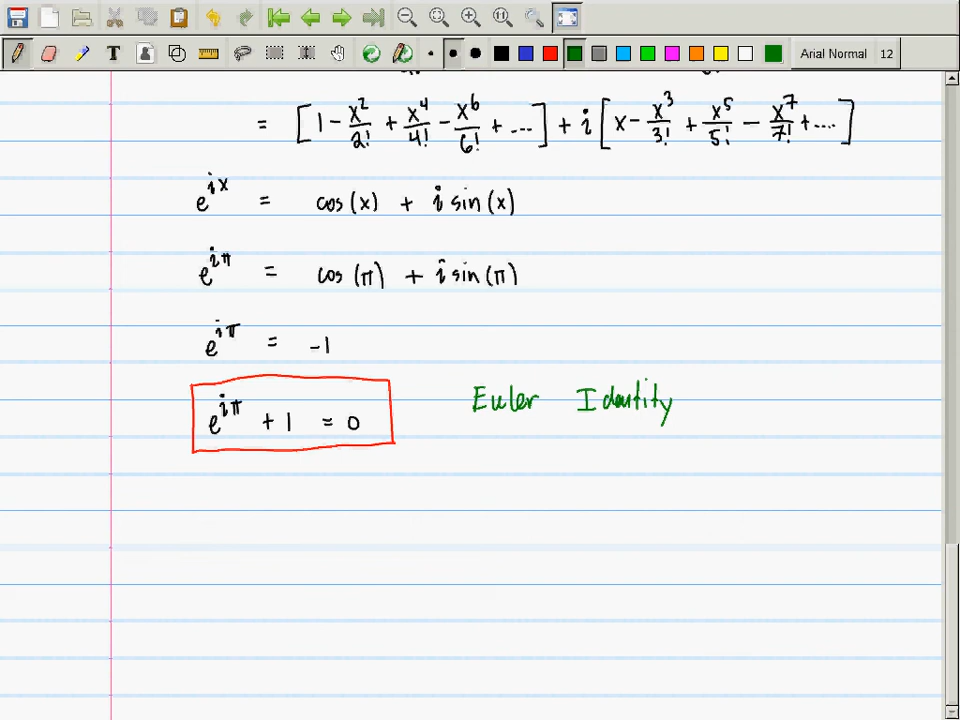 Arial Normal 12
= [1 - x²/2! + x⁴/4! - x⁶/6! + ...] + i [x - x³/3! + x⁵/5! - x⁷/7! + ....]
e^ix = cos(x) + i sin(x)
e^iπ = cos(π) + i sin(π)
e^iπ = -1
e^iπ + 1 = 0 Euler Identity